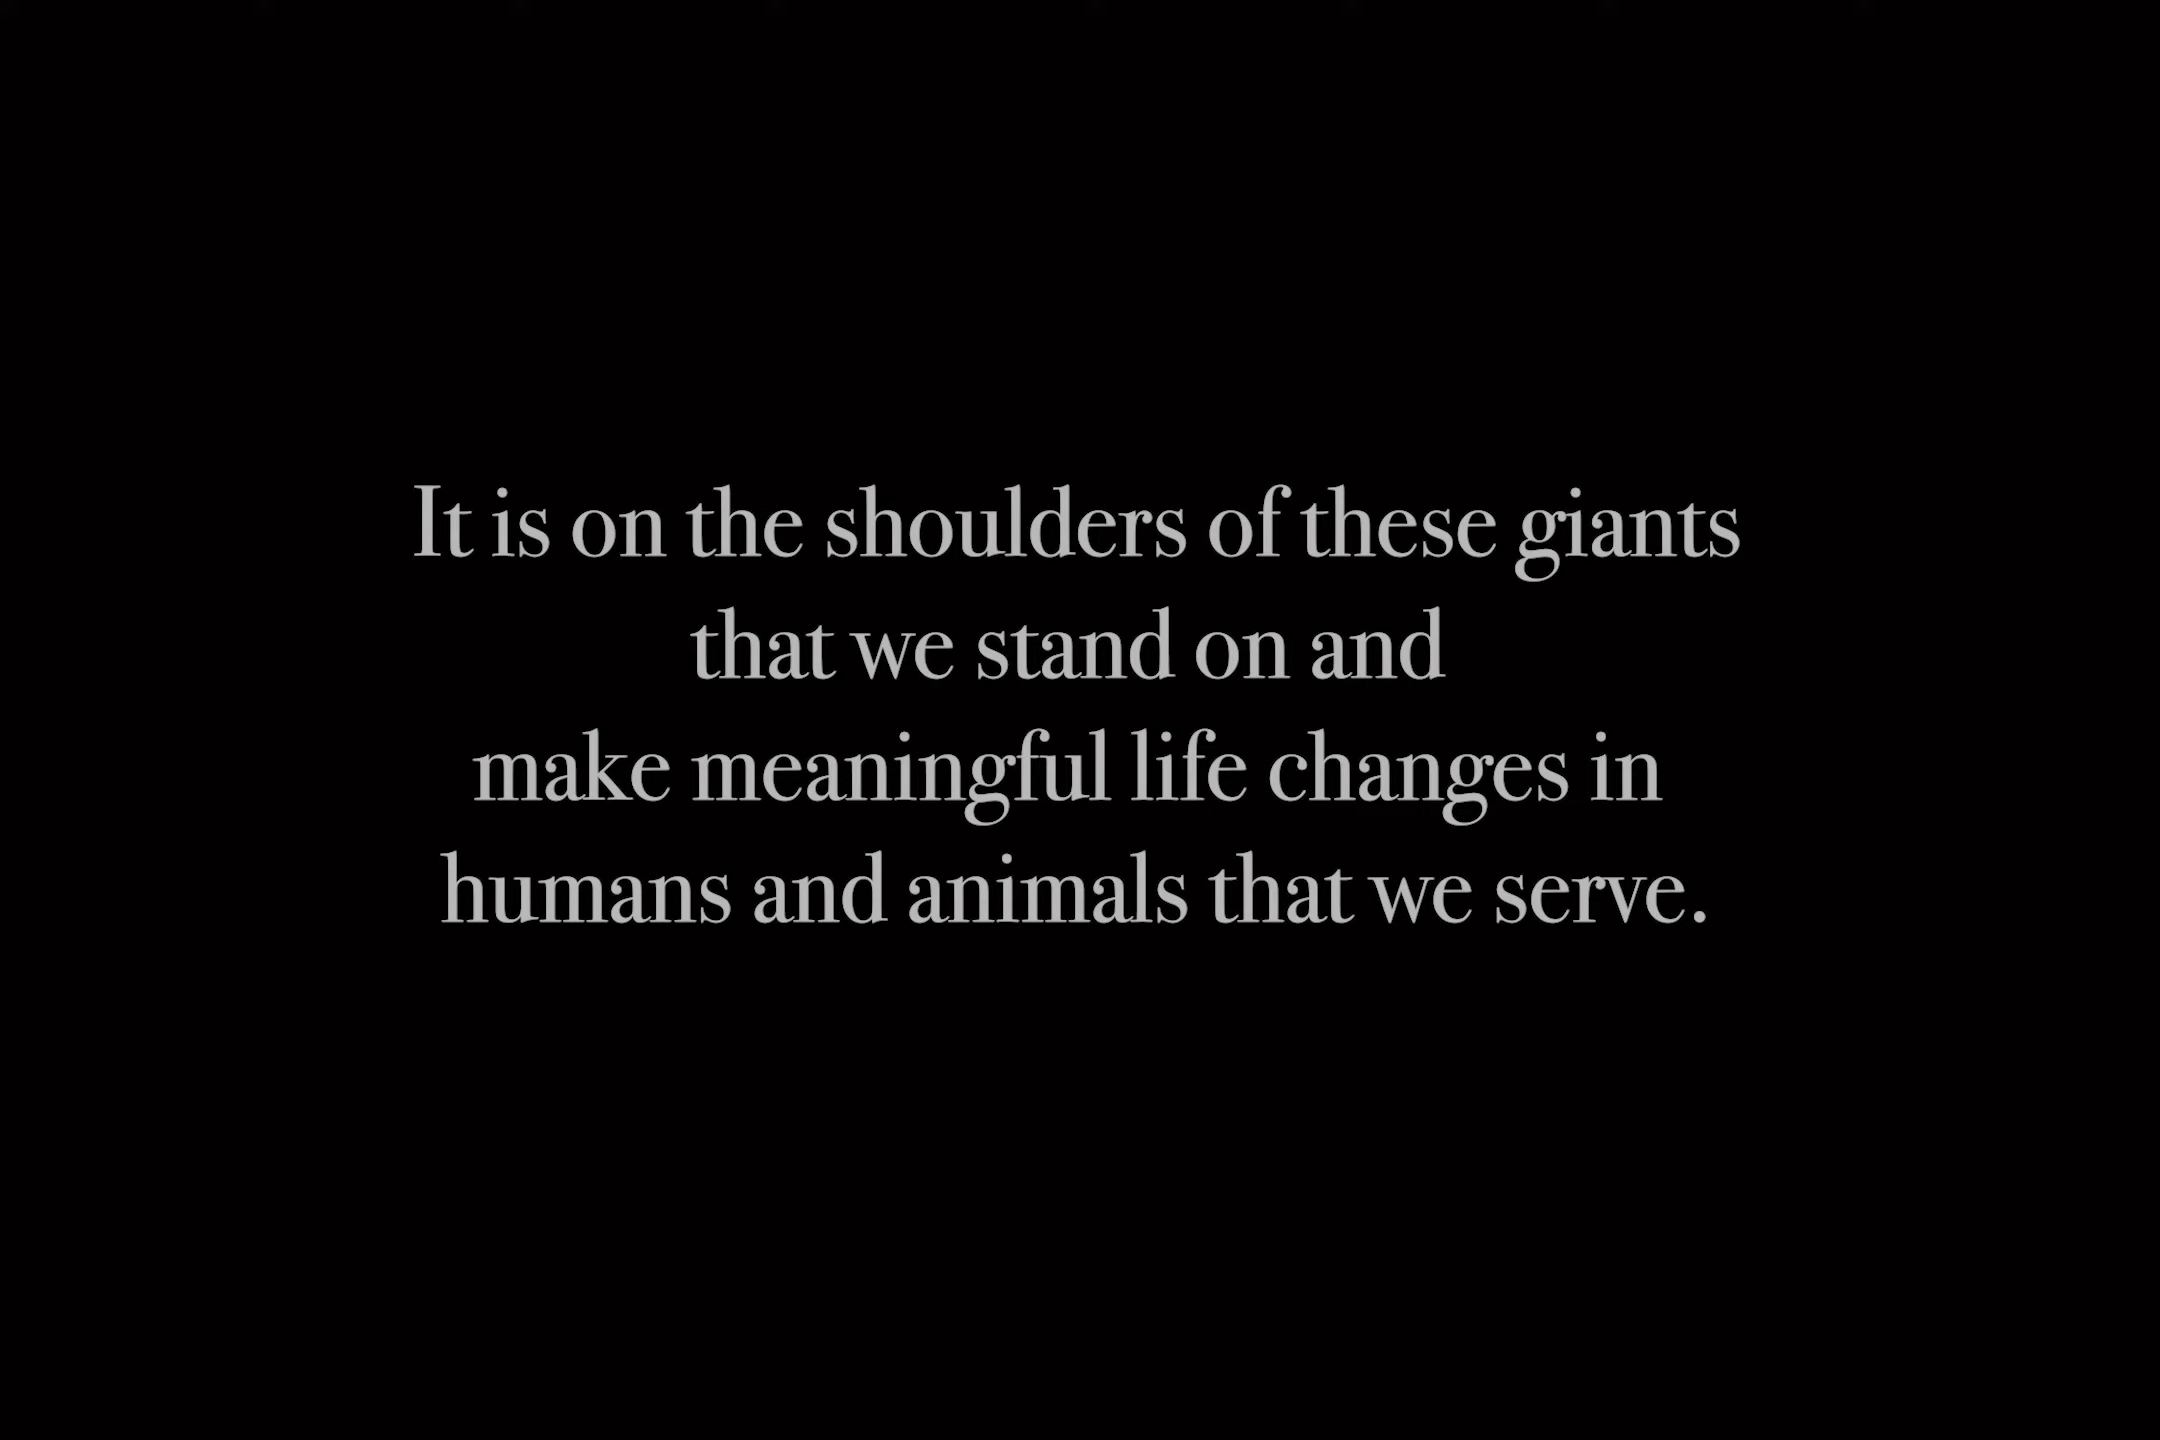 It is on the shoulders of these giants
that we stand on and
make meaningful life changes in
humans and animals that we serve.